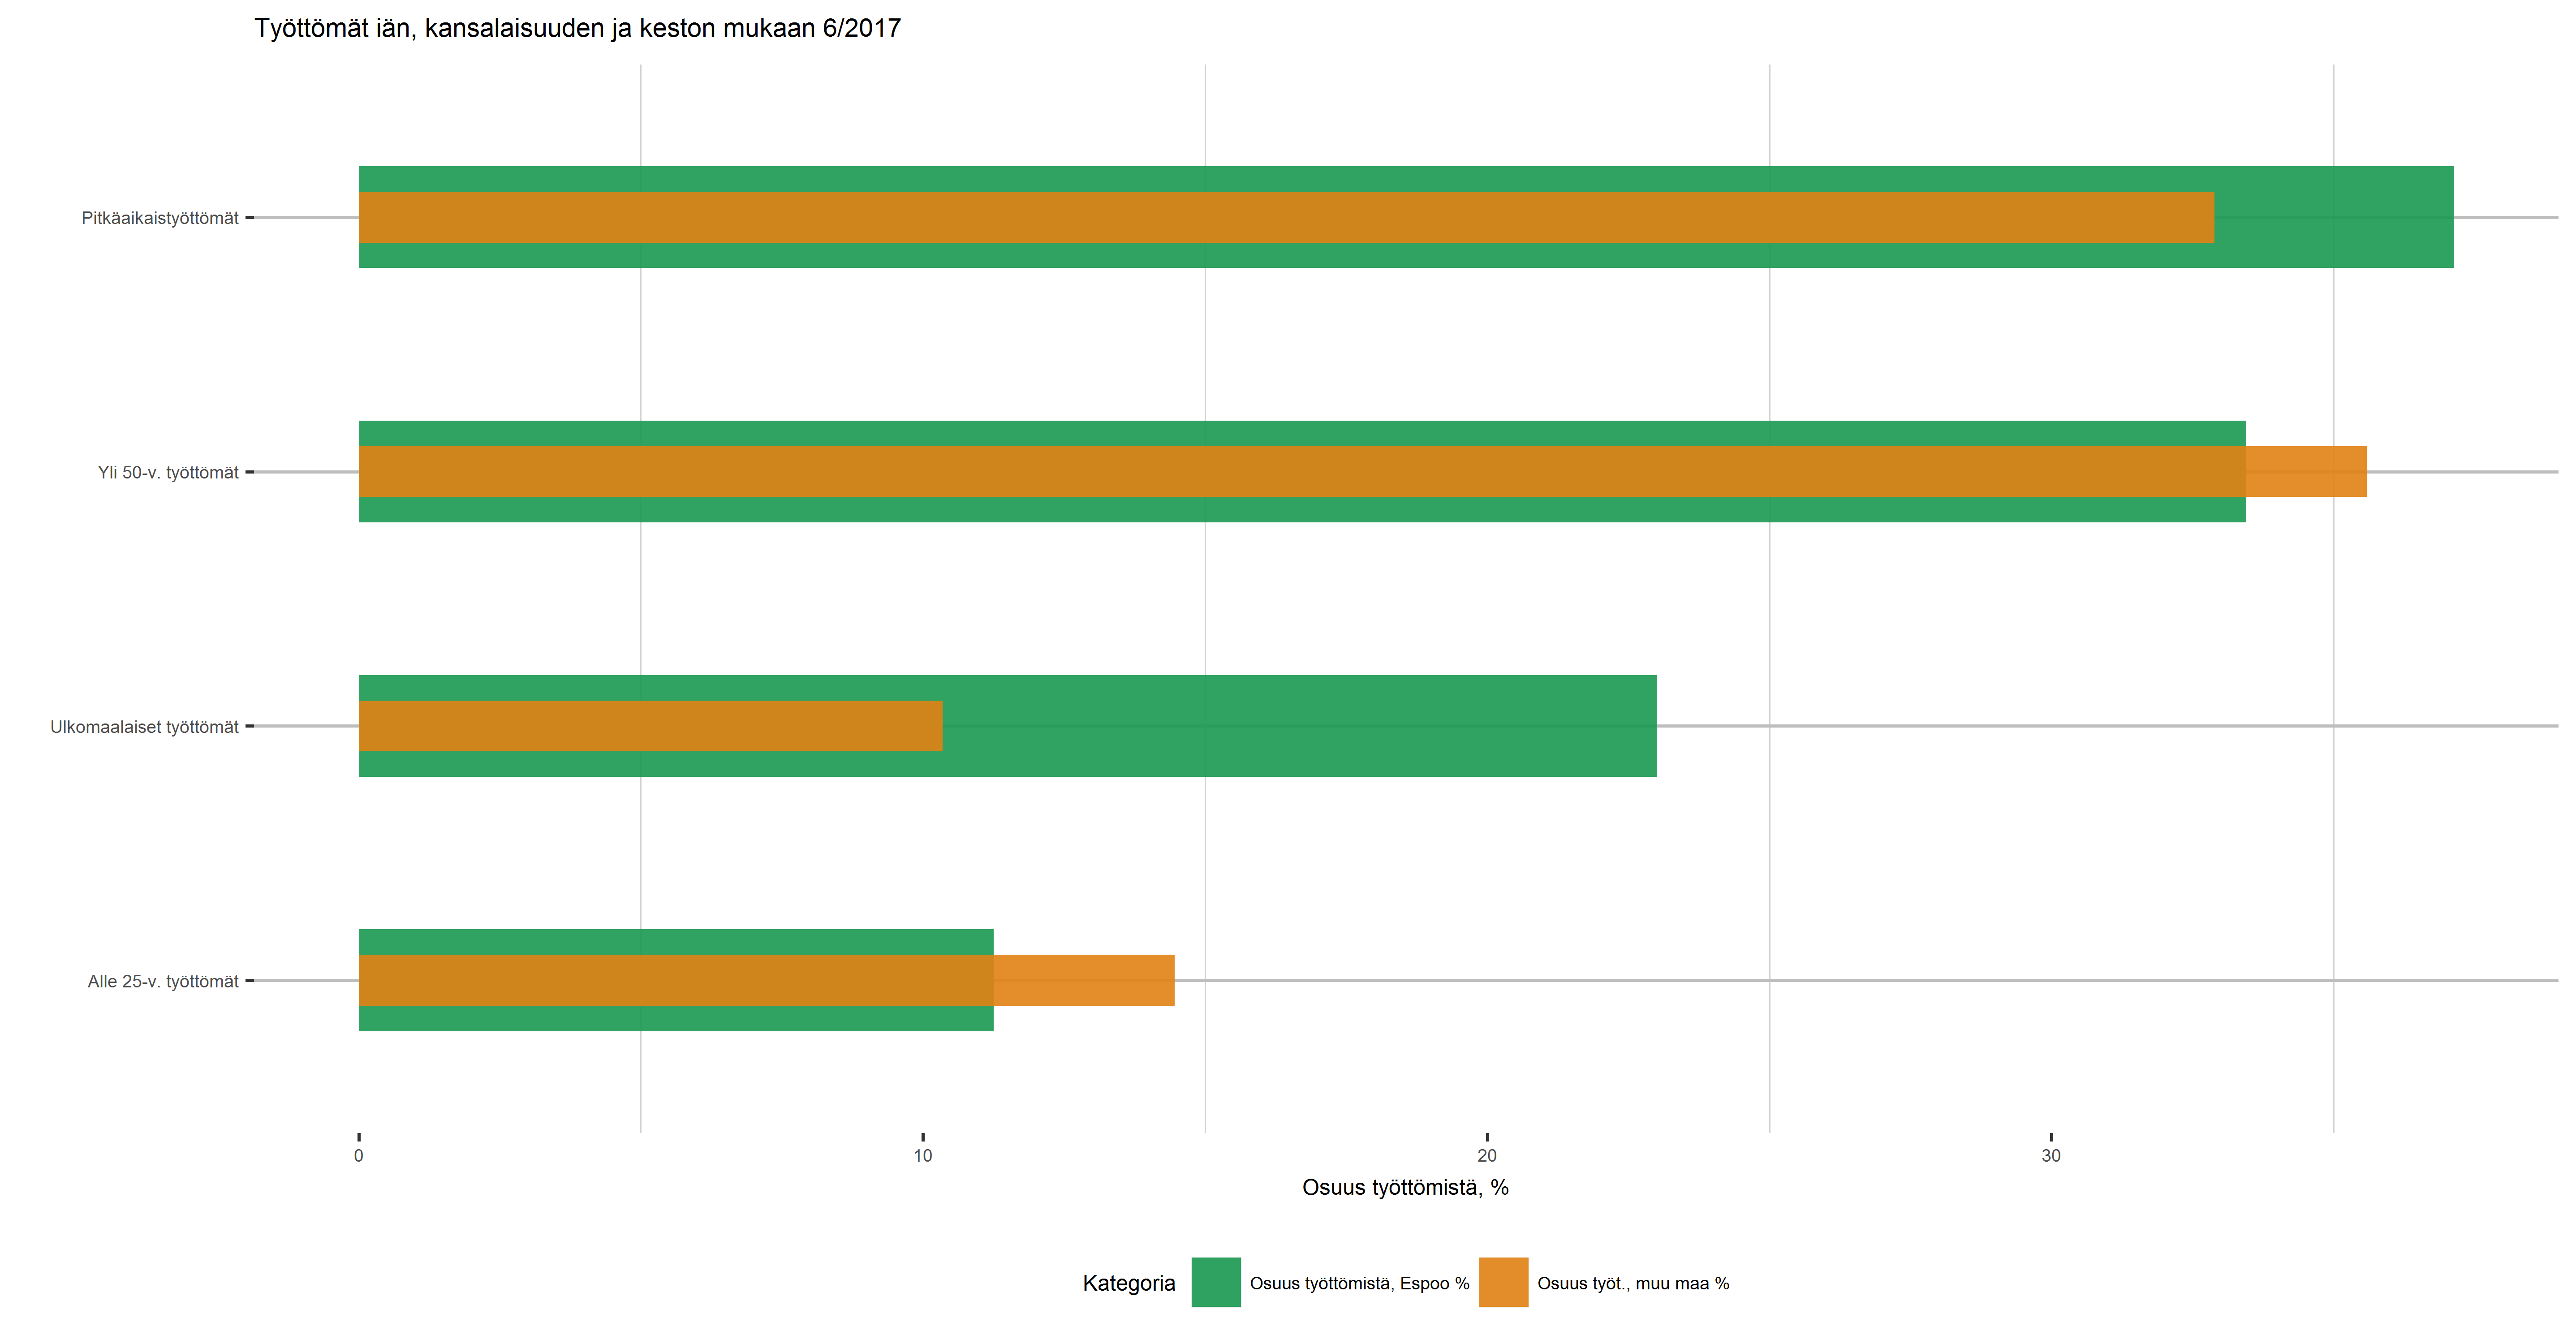 Työttömät iän, kansalaisuuden ja keston mukaan 6/2017
Pitkäaikaistyöttömät
Yli 50-v. työttömät
Ulkomaalaiset työttömät
Alle 25-v. työttömät
0 10 20 30
Osuus työttömistä, %
Kategoria Osuus työttömistä, Espoo % Osuus työt., muu maa %